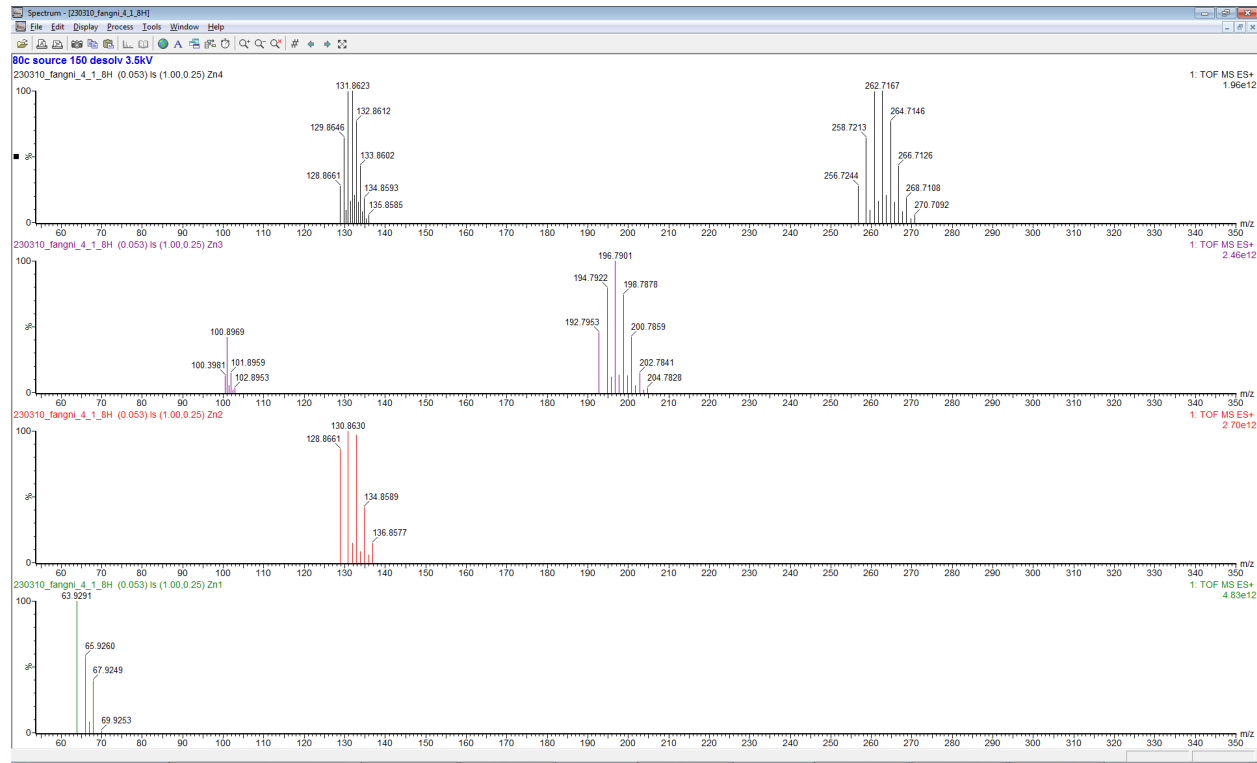 Spectrum - [230310_fangni_4_1_8H]
File Edit Display Process Tools Window Help
80c source 150 desolv 3.5kV
230310_fangni_4_1_8H (0.053) Is (1.00,0.25) Zn4
1: TOF MS ES+
1.96e12
100
%
0
131.8623
132.8612
129.8646
133.8602
128.8661
134.8593
135.8585
262.7167
264.7146
258.7213
266.7126
256.7244
268.7108
270.7092
60 70 80 90 100 110 120 130 140 150 160 170 180 190 200 210 220 230 240 250 260 270 280 290 300 310 320 330 340 350 m/z
230310_fangni_4_1_8H (0.053) Is (1.00,0.25) Zn3
1: TOF MS ES+
2.46e12
100
%
0
196.7901
194.7922
198.7878
192.7953
200.7859
202.7841
204.7828
100.8969
100.3981
101.8959
102.8953
60 70 80 90 100 110 120 130 140 150 160 170 180 190 200 210 220 230 240 250 260 270 280 290 300 310 320 330 340 350 m/z
230310_fangni_4_1_8H (0.053) Is (1.00,0.25) Zn2
1: TOF MS ES+
2.70e12
100
%
0
130.8630
128.8661
134.8589
136.8577
60 70 80 90 100 110 120 130 140 150 160 170 180 190 200 210 220 230 240 250 260 270 280 290 300 310 320 330 340 350 m/z
230310_fangni_4_1_8H (0.053) Is (1.00,0.25) Zn1
1: TOF MS ES+
4.83e12
100
%
0
63.9291
65.9260
67.9249
69.9253
60 70 80 90 100 110 120 130 140 150 160 170 180 190 200 210 220 230 240 250 260 270 280 290 300 310 320 330 340 350 m/z